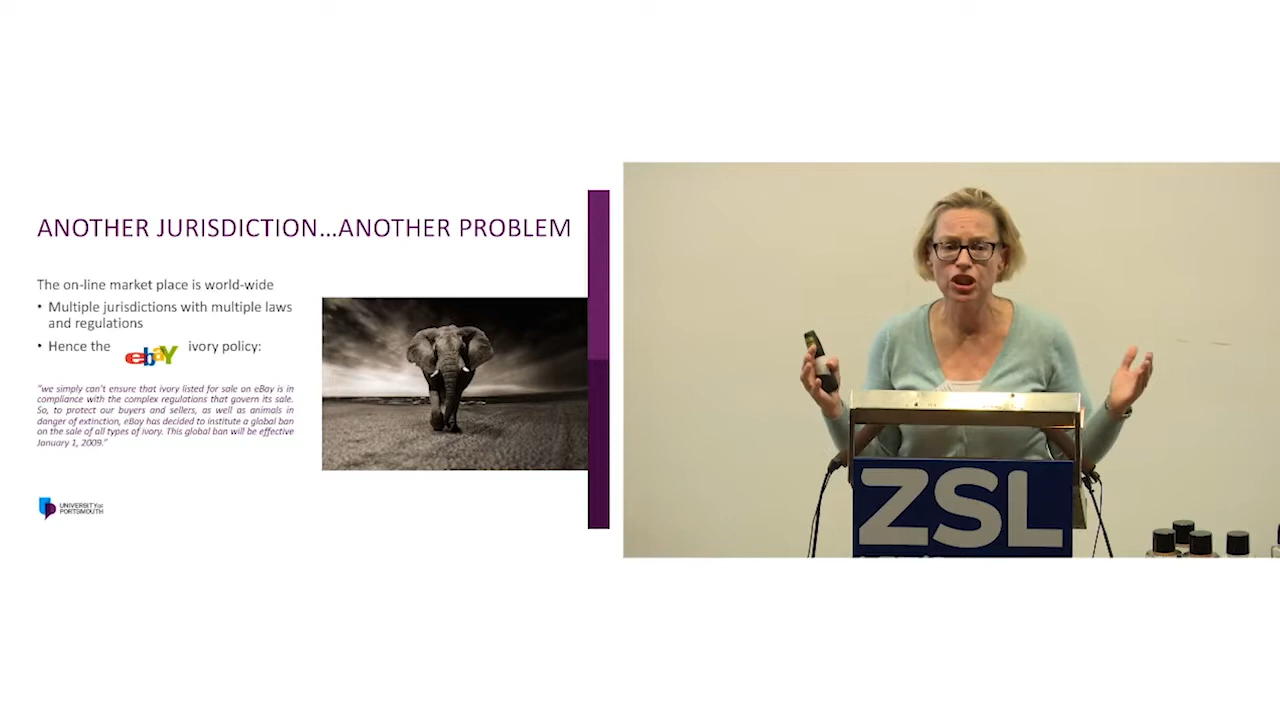 ANOTHER JURISDICTION...ANOTHER PROBLEM
The on-line market place is world-wide
• Multiple jurisdictions with multiple laws
and regulations
• Hence the ebay ivory policy:
"we simply can't ensure that ivory listed for sale on eBay is in
compliance with the complex regulations that govern its sale.
So, to protect our buyers and sellers, as well as animals in
danger of extinction, eBay has decided to institute a global ban
on the sale of all types of ivory. This global ban will be effective
January 1, 2009."
UNIVERSITY OF
PORTSMOUTH
ZSL